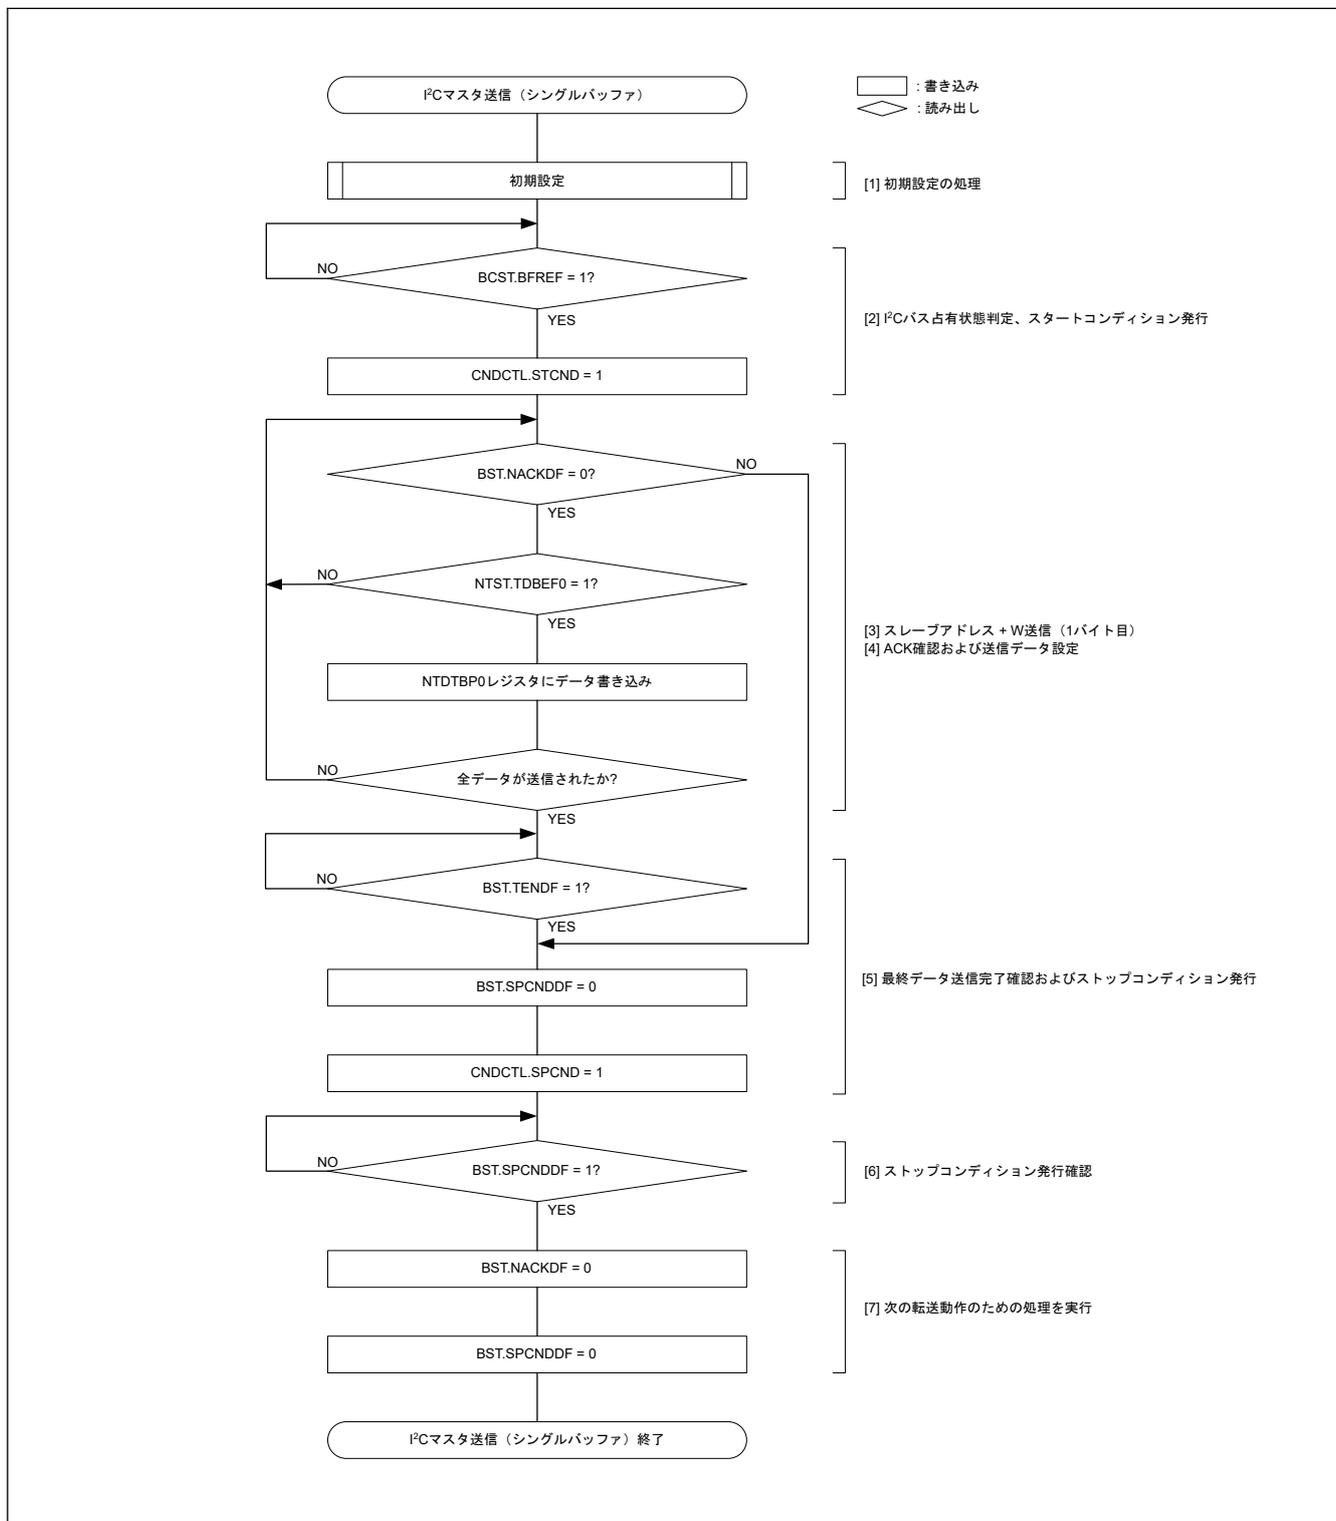 I²Cマスタ送信（シングルバッファ）
: 書き込み
: 読み出し
初期設定
[1] 初期設定の処理
NO
BCST.BFREF = 1?
YES
[2] I²Cバス占有状態判定、スタートコンディション発行
CNDCTL.STCND = 1
BST.NACKDF = 0?
NO
YES
NO
NTST.TDBEF0 = 1?
YES
[3] スレーブアドレス + W送信（1バイト目）
[4] ACK確認および送信データ設定
NTDTBP0レジスタにデータ書き込み
NO
全データが送信されたか?
YES
NO
BST.TENDF = 1?
YES
[5] 最終データ送信完了確認およびストップコンディション発行
BST.SPCNDDF = 0
CNDCTL.SPCND = 1
NO
BST.SPCNDDF = 1?
[6] ストップコンディション発行確認
YES
BST.NACKDF = 0
[7] 次の転送動作のための処理を実行
BST.SPCNDDF = 0
I²Cマスタ送信（シングルバッファ）終了